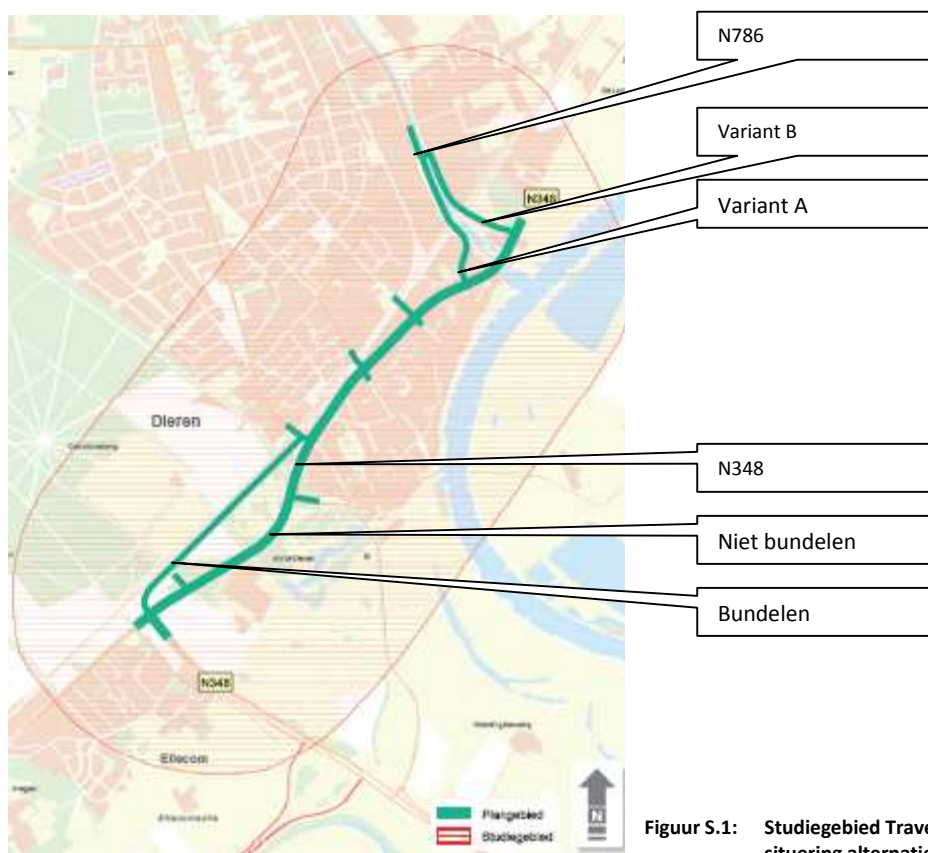 N786
Variant B
N348
Variant A
Dieren
N348
Niet bundelen
Bundelen
N348
Ellecom
Plangebied
Studiegebied
N
Figuur S.1: Studiegebied Trave
situering alternatie